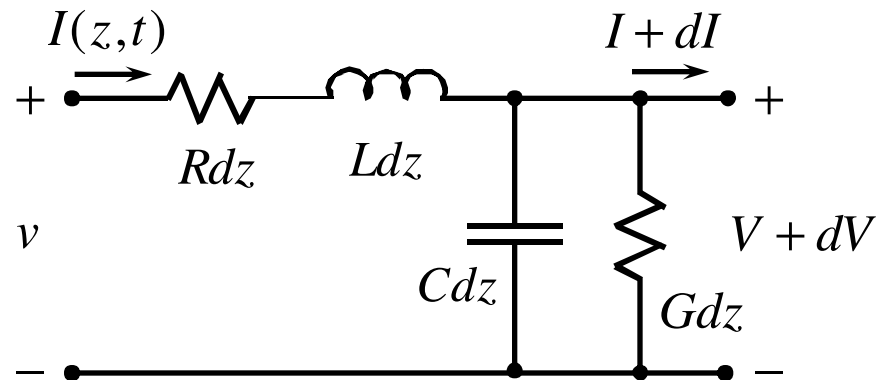 I(z,t)
I + dI
+
+
Rdz
Ldz
v
V + dV
Cdz
Gdz
−
−